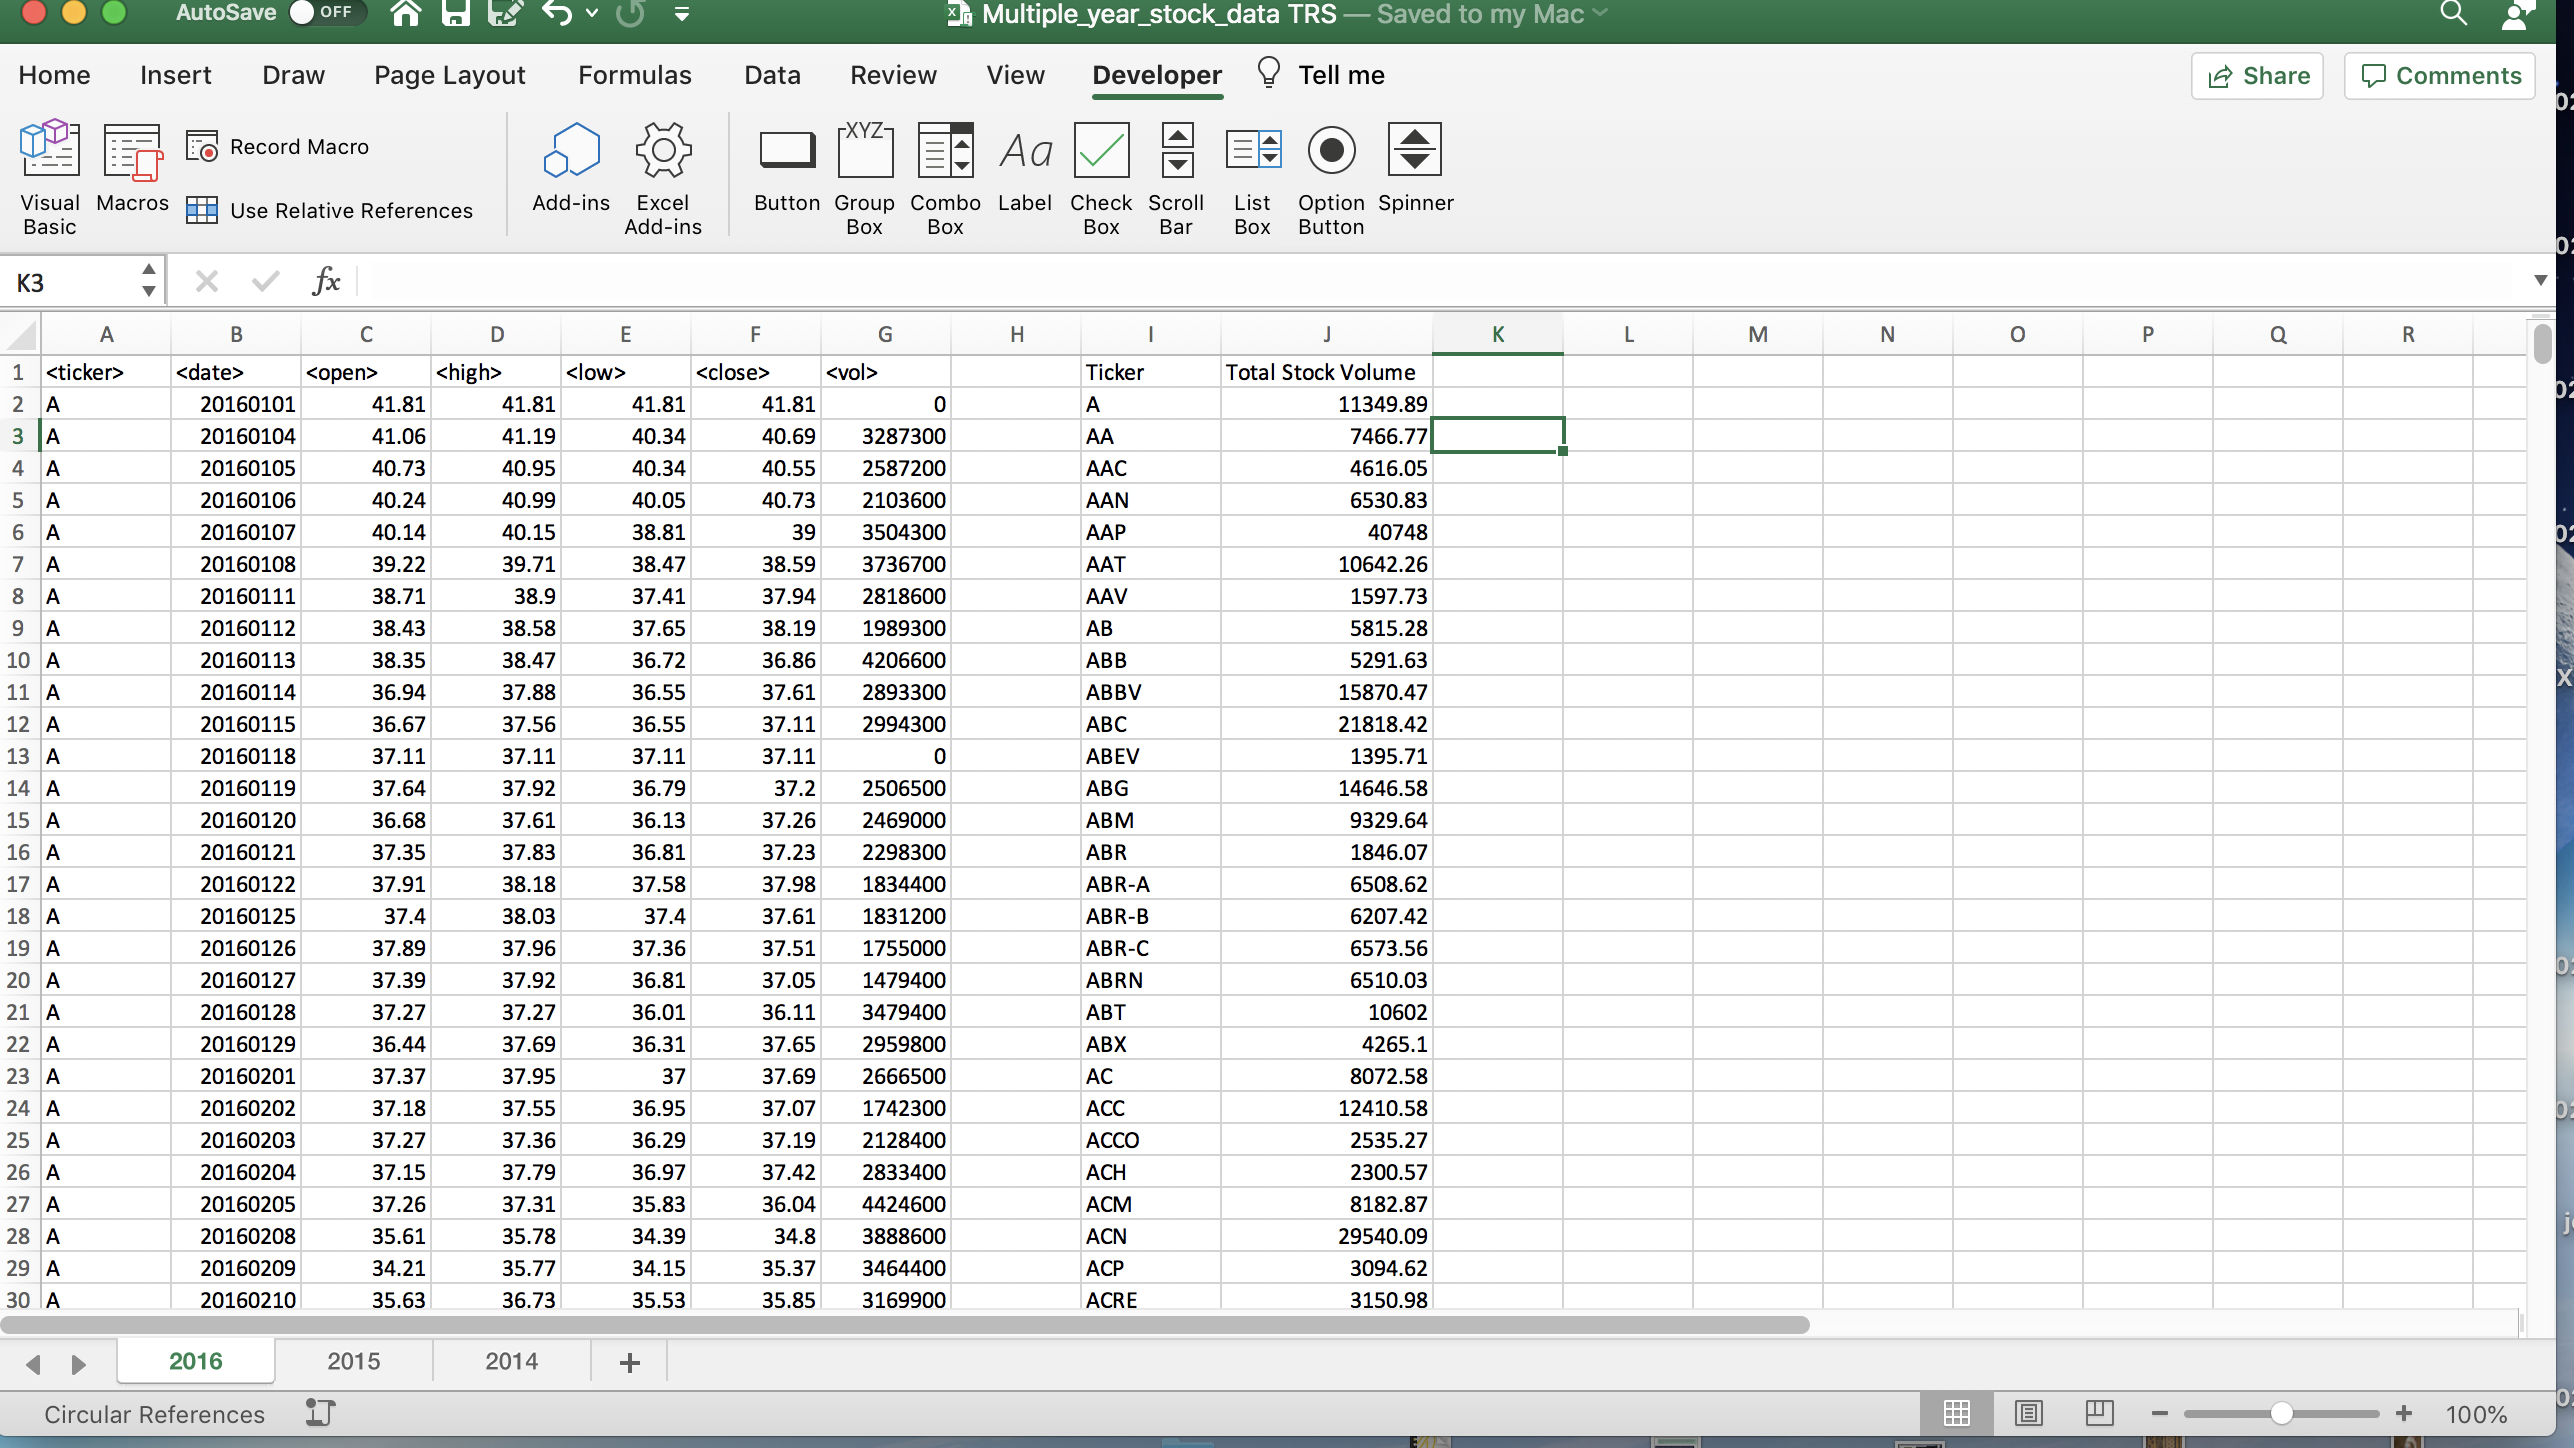 AutoSave OFF Multiple_year_stock_data TRS — Saved to my Mac
Home Insert Draw Page Layout Formulas Data Review View Developer Tell me Share Comments
Visual Basic Macros Record Macro Use Relative References Add-ins Excel Add-ins Button XYZ Group Box Combo Box Aa Label Check Box Scroll Bar List Box Option Button Spinner
K3 fx
A B C D E F G H I J K L M N O P Q R
1 <ticker> <date> <open> <high> <low> <close> <vol> Ticker Total Stock Volume
2 A 20160101 41.81 41.81 41.81 41.81 0 A 11349.89
3 A 20160104 41.06 41.19 40.34 40.69 3287300 AA 7466.77
4 A 20160105 40.73 40.95 40.34 40.55 2587200 AAC 4616.05
5 A 20160106 40.24 40.99 40.05 40.73 2103600 AAN 6530.83
6 A 20160107 40.14 40.15 38.81 39 3504300 AAP 40748
7 A 20160108 39.22 39.71 38.47 38.59 3736700 AAT 10642.26
8 A 20160111 38.71 38.9 37.41 37.94 2818600 AAV 1597.73
9 A 20160112 38.43 38.58 37.65 38.19 1989300 AB 5815.28
10 A 20160113 38.35 38.47 36.72 36.86 4206600 ABB 5291.63
11 A 20160114 36.94 37.88 36.55 37.61 2893300 ABBV 15870.47
12 A 20160115 36.67 37.56 36.55 37.11 2994300 ABC 21818.42
13 A 20160118 37.11 37.11 37.11 37.11 0 ABEV 1395.71
14 A 20160119 37.64 37.92 36.79 37.2 2506500 ABG 14646.58
15 A 20160120 36.68 37.61 36.13 37.26 2469000 ABM 9329.64
16 A 20160121 37.35 37.83 36.81 37.23 2298300 ABR 1846.07
17 A 20160122 37.91 38.18 37.58 37.98 1834400 ABR-A 6508.62
18 A 20160125 37.4 38.03 37.4 37.61 1831200 ABR-B 6207.42
19 A 20160126 37.89 37.96 37.36 37.51 1755000 ABR-C 6573.56
20 A 20160127 37.39 37.92 36.81 37.05 1479400 ABRN 6510.03
21 A 20160128 37.27 37.27 36.01 36.11 3479400 ABT 10602
22 A 20160129 36.44 37.69 36.31 37.65 2959800 ABX 4265.1
23 A 20160201 37.37 37.95 37 37.69 2666500 AC 8072.58
24 A 20160202 37.18 37.55 36.95 37.07 1742300 ACC 12410.58
25 A 20160203 37.27 37.36 36.29 37.19 2128400 ACCO 2535.27
26 A 20160204 37.15 37.79 36.97 37.42 2833400 ACH 2300.57
27 A 20160205 37.26 37.31 35.83 36.04 4424600 ACM 8182.87
28 A 20160208 35.61 35.78 34.39 34.8 3888600 ACN 29540.09
29 A 20160209 34.21 35.77 34.15 35.37 3464400 ACP 3094.62
30 A 20160210 35.63 36.73 35.53 35.85 3169900 ACRE 3150.98
2016 2015 2014 +
Circular References 100%